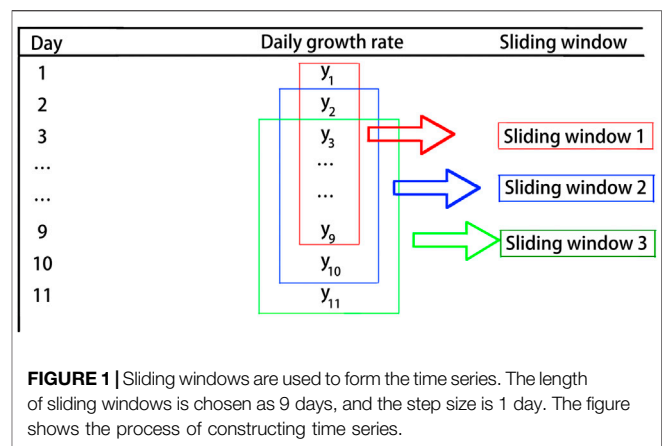 Day Daily growth rate Sliding window
1 y1
2 y2
3 y3 Sliding window 1
... ...
... ... Sliding window 2
9 y9 Sliding window 3
10 y10
11 y11
FIGURE 1 | Sliding windows are used to form the time series. The length
of sliding windows is chosen as 9 days, and the step size is 1 day. The figure
shows the process of constructing time series.